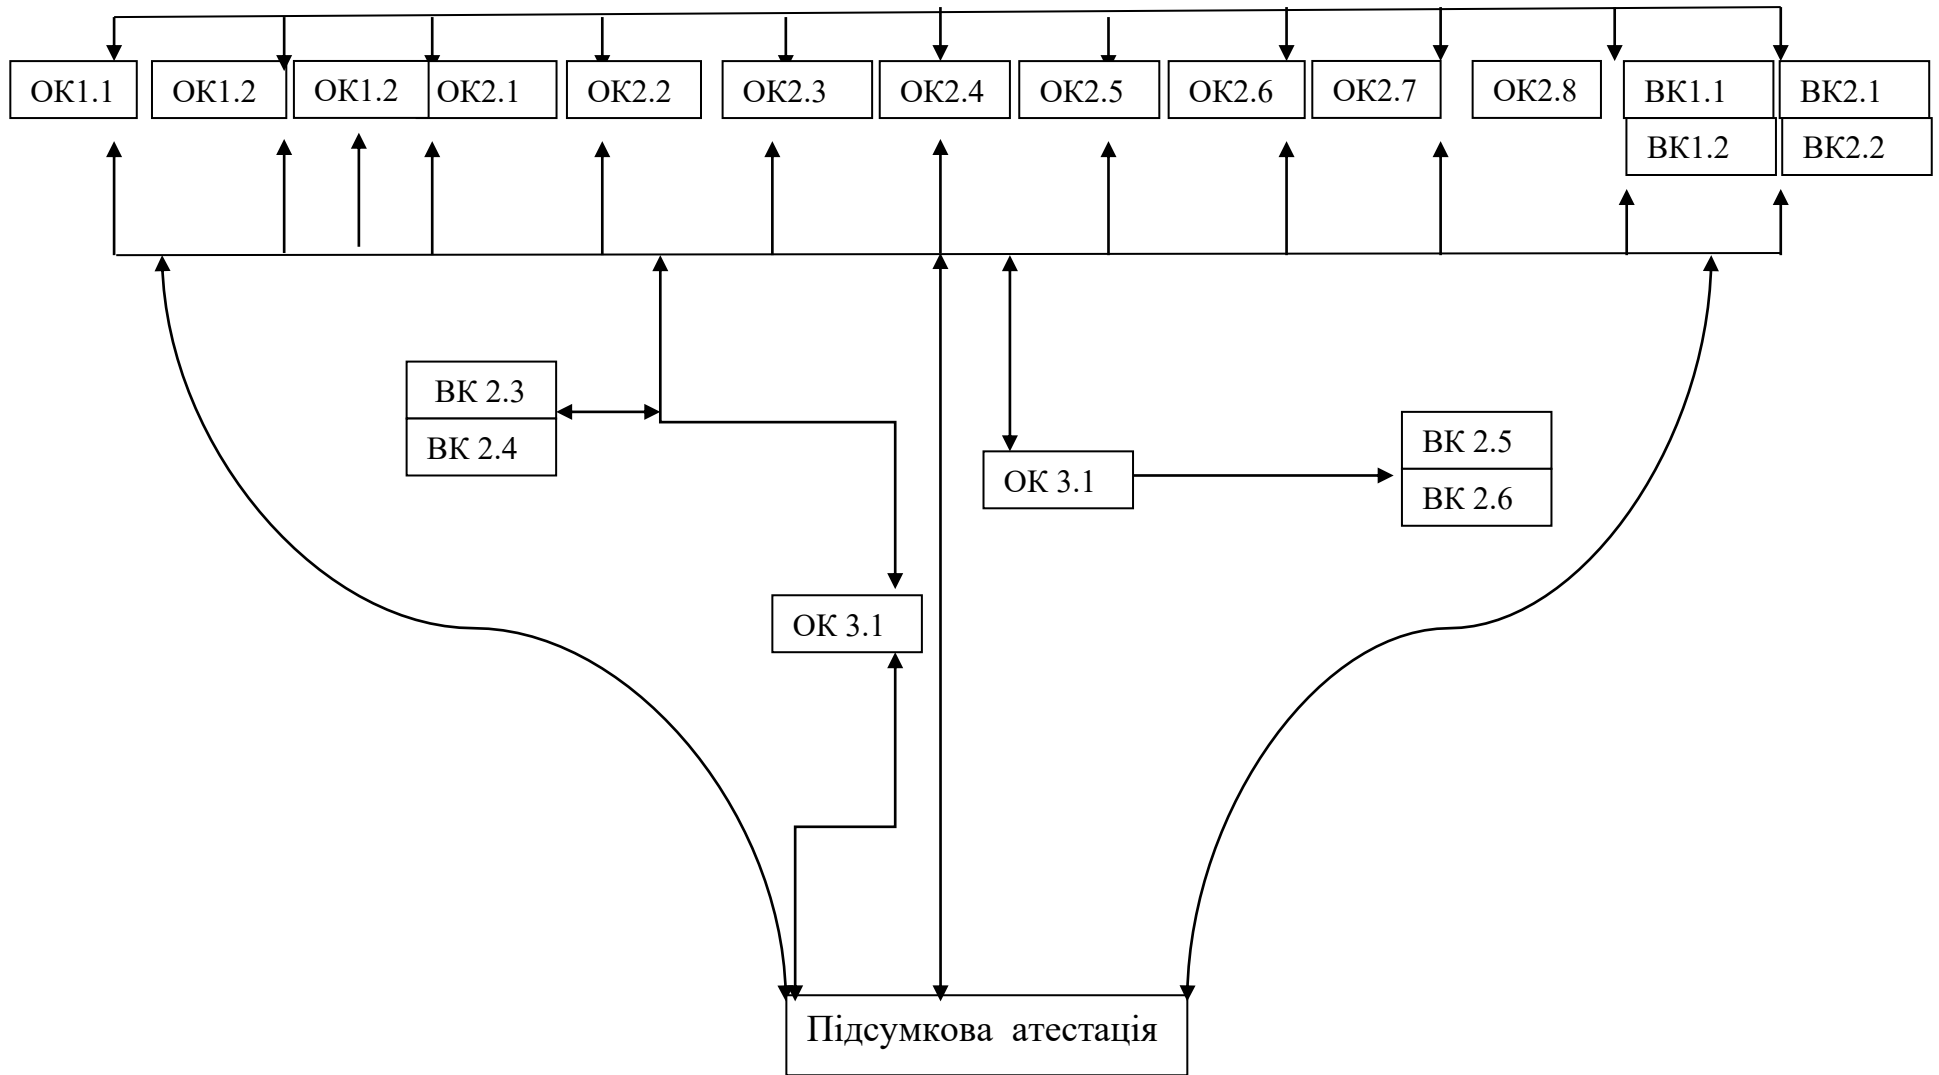 ОК1.1 ОК1.2 ОК1.2 ОК2.1 ОК2.2 ОК2.3 ОК2.4 ОК2.5 ОК2.6 ОК2.7 ОК2.8 ВК1.1 ВК2.1
ВК1.2 ВК2.2
ВК 2.3
ВК 2.4
ВК 2.5
ОК 3.1
ВК 2.6
ОК 3.1
Підсумкова атестація